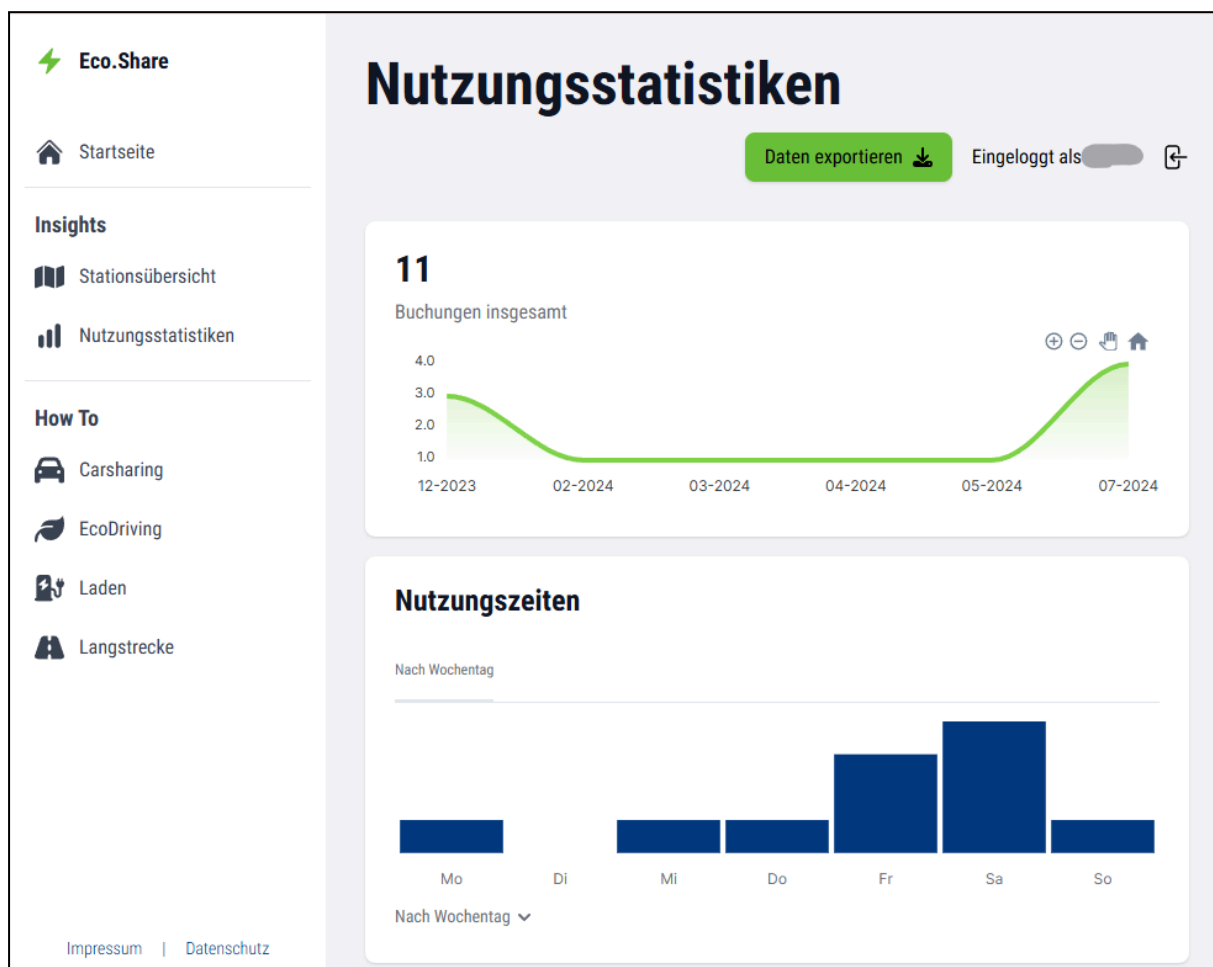 Eco.Share
Startseite
Insights
Stationsübersicht
Nutzungsstatistiken
How To
Carsharing
EcoDriving
Laden
Langstrecke
Impressum | Datenschutz
Nutzungsstatistiken
Daten exportieren
Eingeloggt als
11
Buchungen insgesamt
4.0
3.0
2.0
1.0
12-2023 02-2024 03-2024 04-2024 05-2024 07-2024
Nutzungszeiten
Nach Wochentag
Mo Di Mi Do Fr Sa So
Nach Wochentag